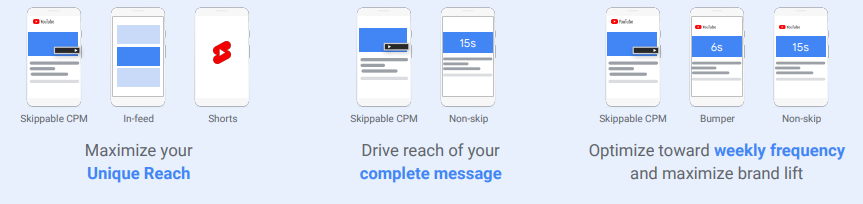 YouTube
Skippable CPM
In-feed
Shorts
Maximize your
Unique Reach
15s
Skippable CPM
Non-skip
Drive reach of your
complete message
YouTube
YouTube
6s
YouTube
15s
Skippable CPM
Bumper
Non-skip
Optimize toward weekly frequency
and maximize brand lift